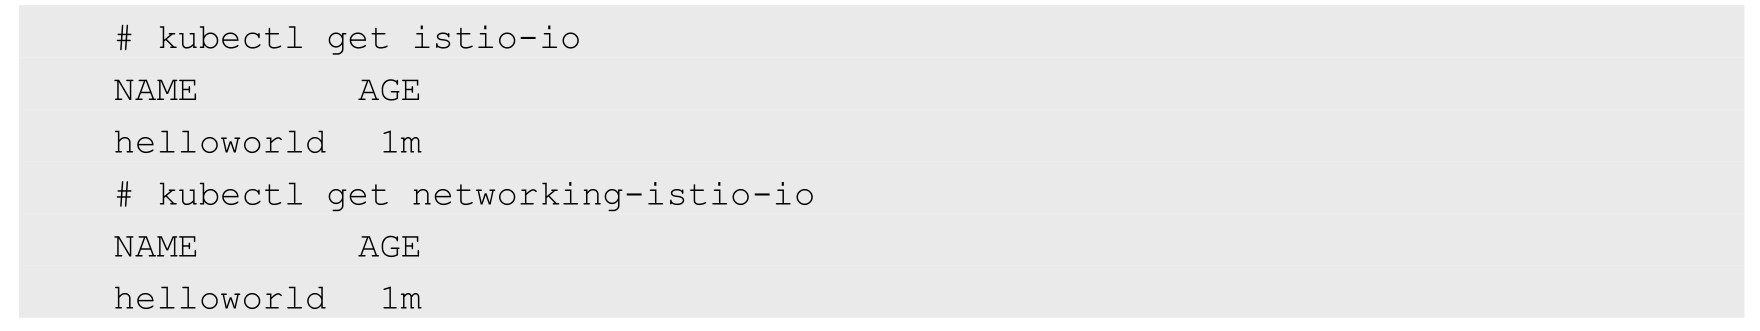 # kubectl get istio-io
NAME       AGE
helloworld  1m
# kubectl get networking-istio-io
NAME       AGE
helloworld  1m